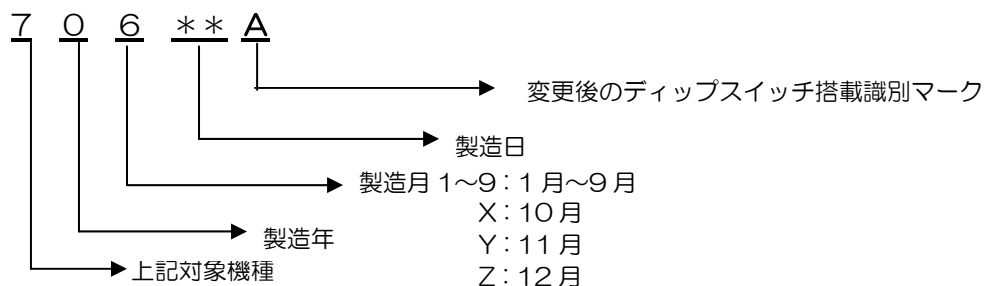 ７ ０ ６ ＊＊ Ａ
変更後のディップスイッチ搭載識別マーク
製造日
製造月１～９：１月～９月
Ｘ：１０月
製造年
Ｙ：１１月
上記対象機種
Ｚ：１２月